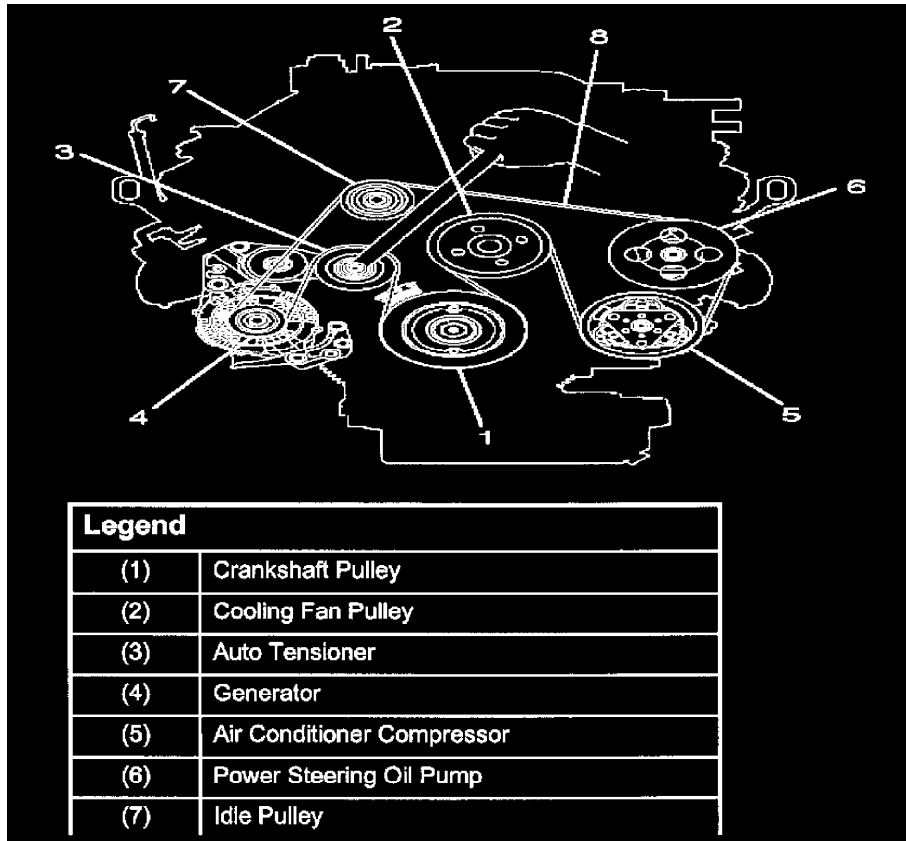 2
8
7
3
6
4
1
5
Legend
(1) Crankshaft Pulley
(2) Cooling Fan Pulley
(3) Auto Tensioner
(4) Generator
(5) Air Conditioner Compressor
(6) Power Steering Oil Pump
(7) Idle Pulley